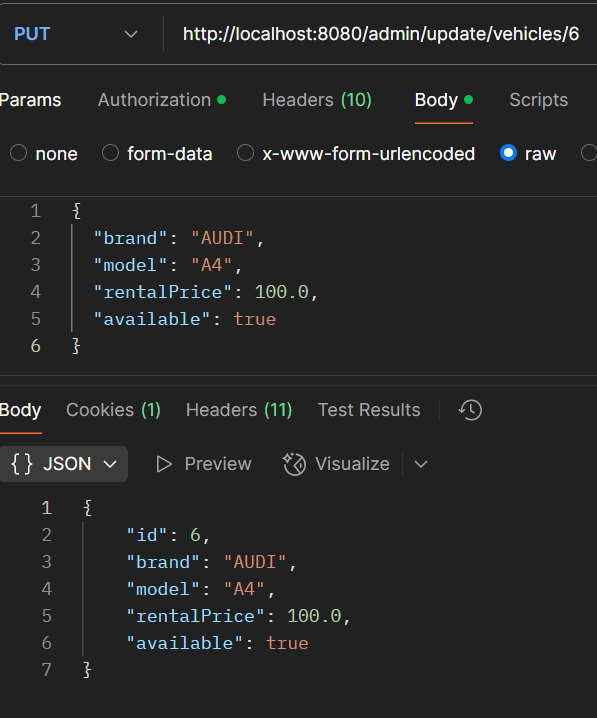 PUT http://localhost:8080/admin/update/vehicles/6
Params Authorization Headers (10) Body Scripts
none form-data x-www-form-urlencoded raw
1 {
2 "brand": "AUDI",
3 "model": "A4",
4 "rentalPrice": 100.0,
5 "available": true
6 }
Body Cookies (1) Headers (11) Test Results
{} JSON Preview Visualize
1 {
2 "id": 6,
3 "brand": "AUDI",
4 "model": "A4",
5 "rentalPrice": 100.0,
6 "available": true
7 }